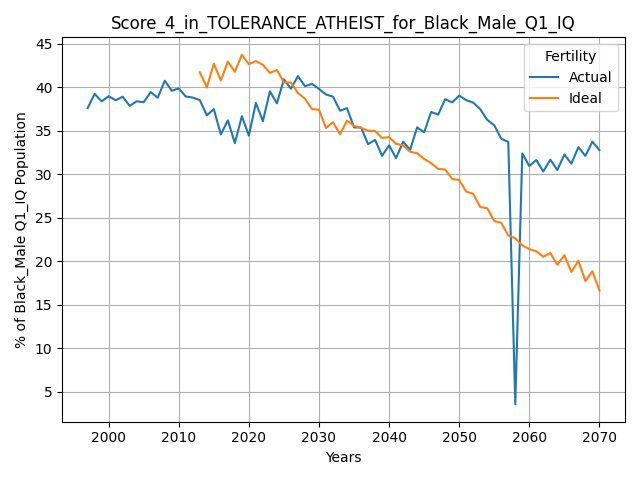 Score_4_in_TOLERANCE_ATHEIST_for_Black_Male_Q1_IQ
Fertility
Actual
Ideal
% of Black_Male Q1_IQ Population
45
40
35
30
25
20
15
10
5
2000 2010 2020 2030 2040 2050 2060 2070
Years